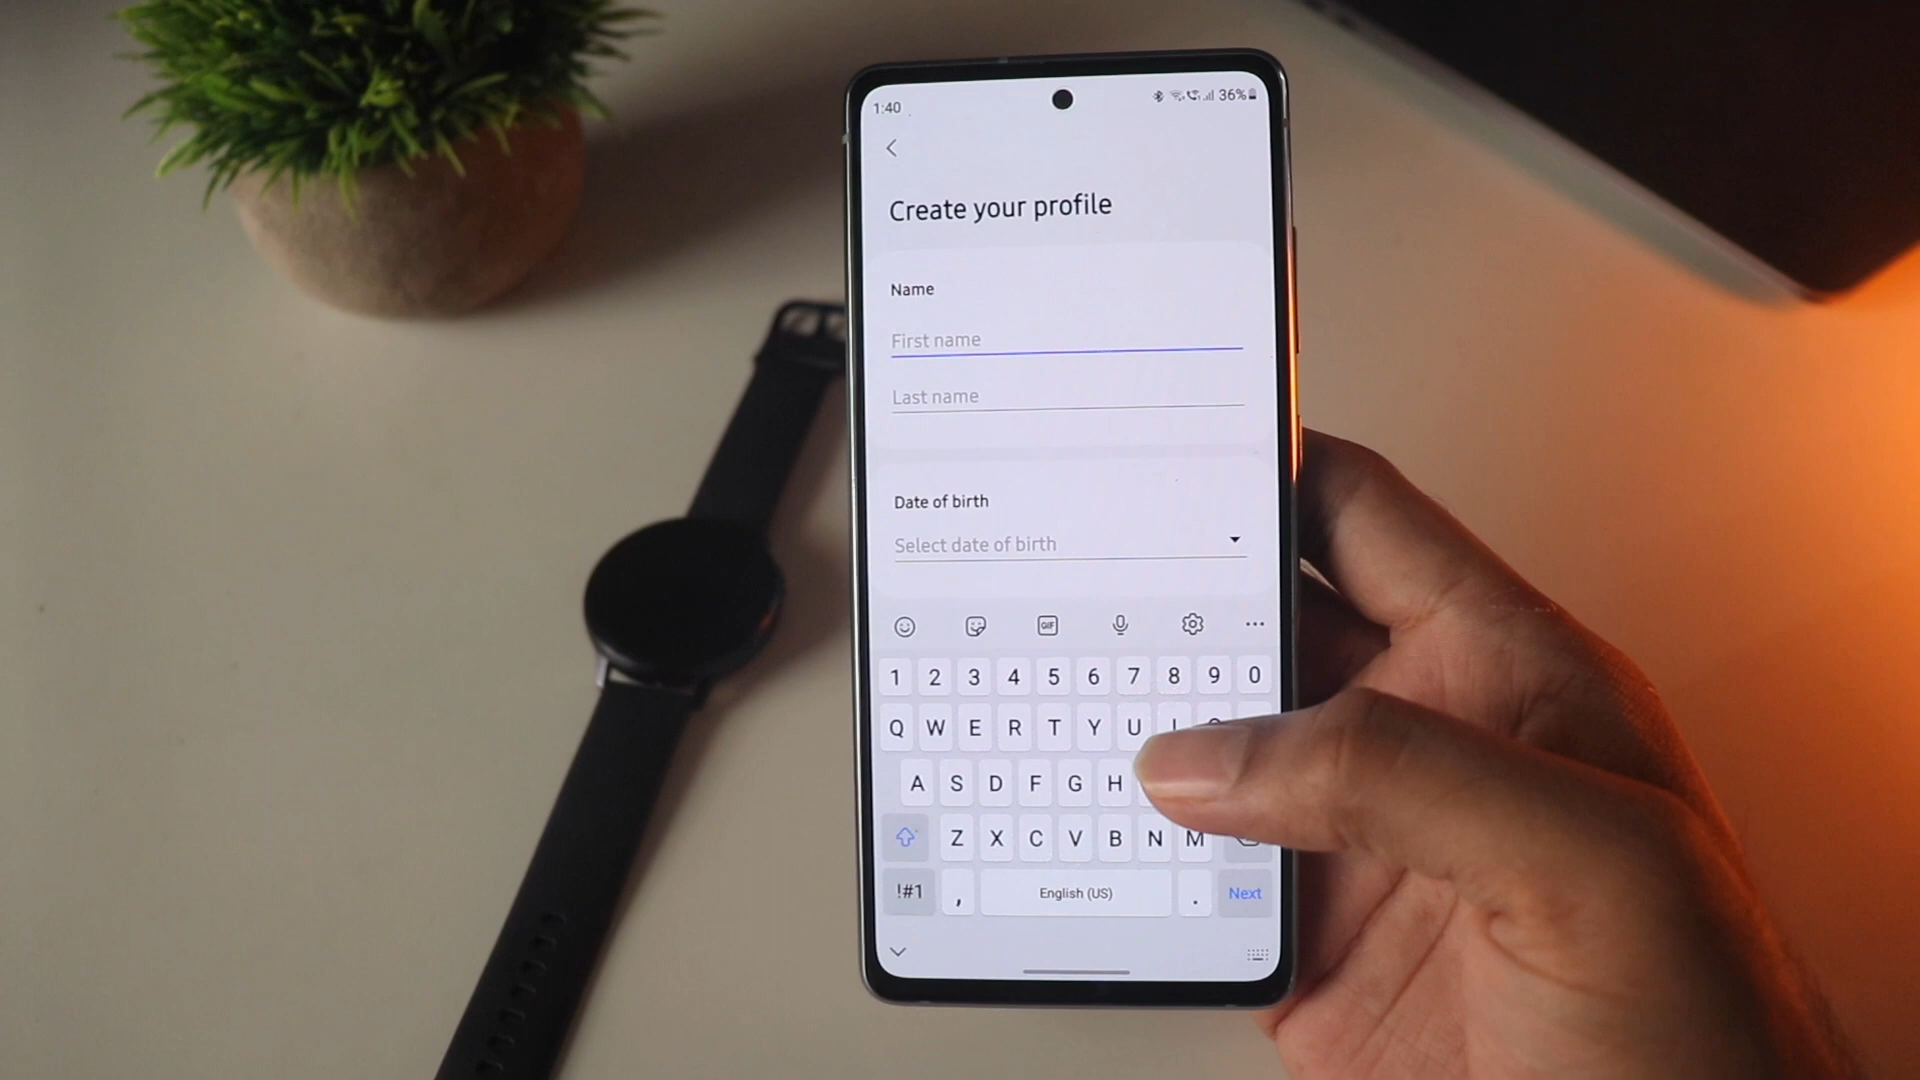 1:40 36%
Create your profile
Name
First name
Last name
Date of birth
Select date of birth
GIF
1 2 3 4 5 6 7 8 9 0
Q W E R T Y U
A S D F G H
Z X C V B N M
!#1 , English (US) . Next